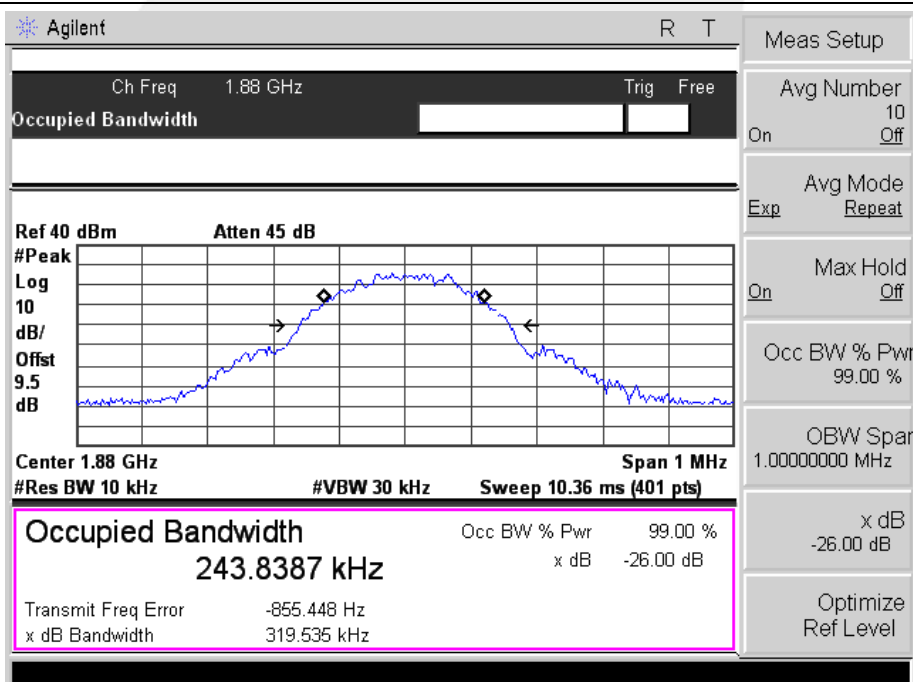 Agilent R T
Ch Freq 1.88 GHz Trig Free
Occupied Bandwidth
Ref 40 dBm Atten 45 dB
#Peak
Log
10
dB/
Offst
9.5
dB
Center 1.88 GHz Span 1 MHz
#Res BW 10 kHz #VBW 30 kHz Sweep 10.36 ms (401 pts)
Occupied Bandwidth
243.8387 kHz
Occ BW % Pwr 99.00 %
x dB -26.00 dB
Transmit Freq Error -855.448 Hz
x dB Bandwidth 319.535 kHz
Meas Setup
Avg Number
10
On Off
Avg Mode
Exp Repeat
Max Hold
On Off
Occ BW % Pwr
99.00 %
OBW Span
1.00000000 MHz
x dB
-26.00 dB
Optimize
Ref Level